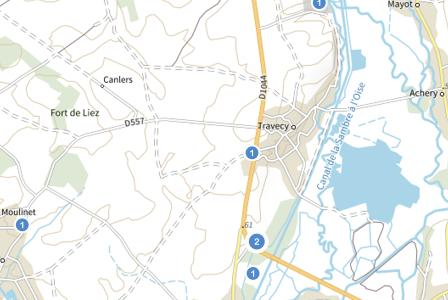 1
Mayot
D1044
Canlers
Achery
Fort de Liez
D557
Travecy
1
Canal de la Sambre à l'Oise
Moulinet
1
61
2
1